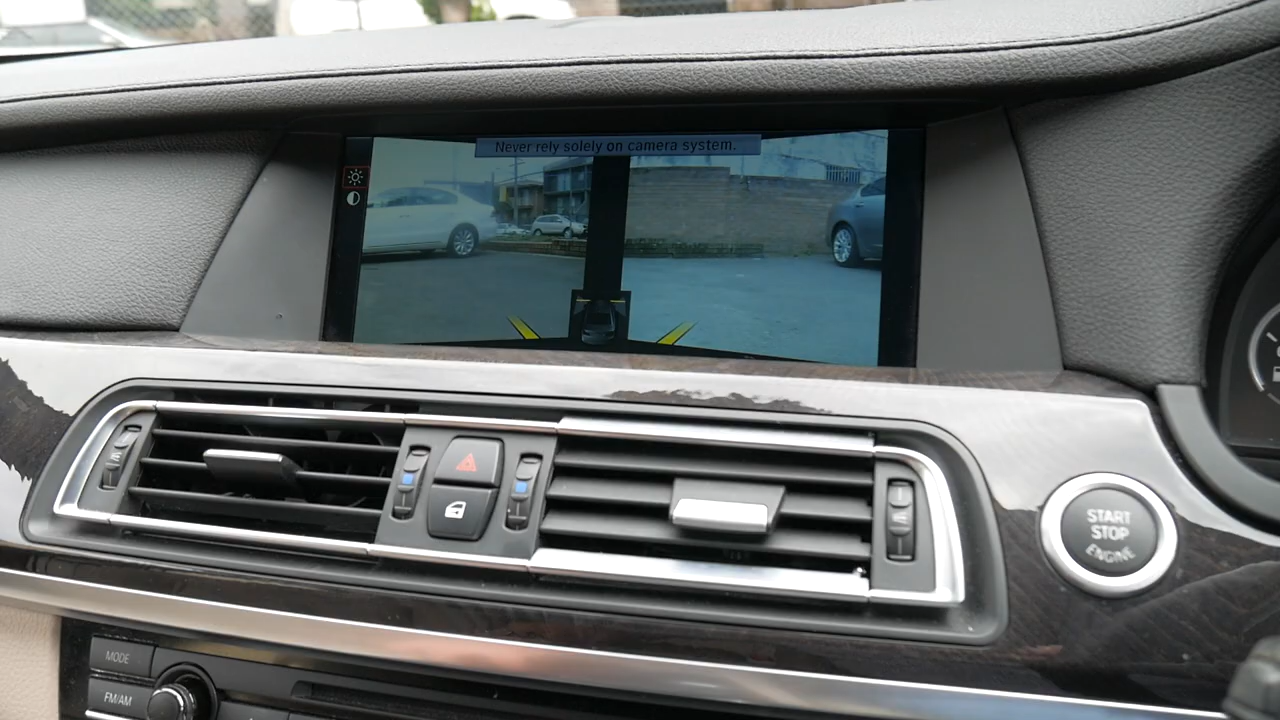 Never rely solely on camera system.
START
STOP
ENGINE
MODE
FM/AM